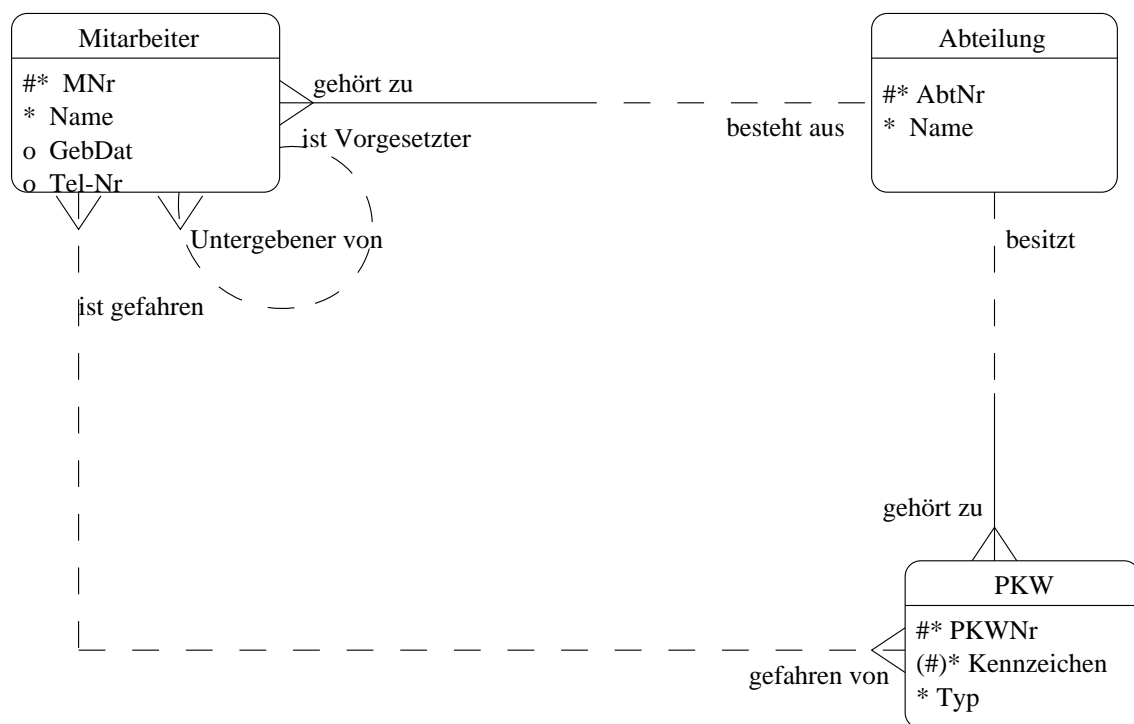 Mitarbeiter
#* MNr
* Name
o GebDat
o Tel-Nr
gehört zu
ist Vorgesetzter
Untergebener von
ist gefahren
besteht aus
Abteilung
#* AbtNr
* Name
besitzt
gehört zu
gefahren von
PKW
#* PKWNr
(#)* Kennzeichen
* Typ